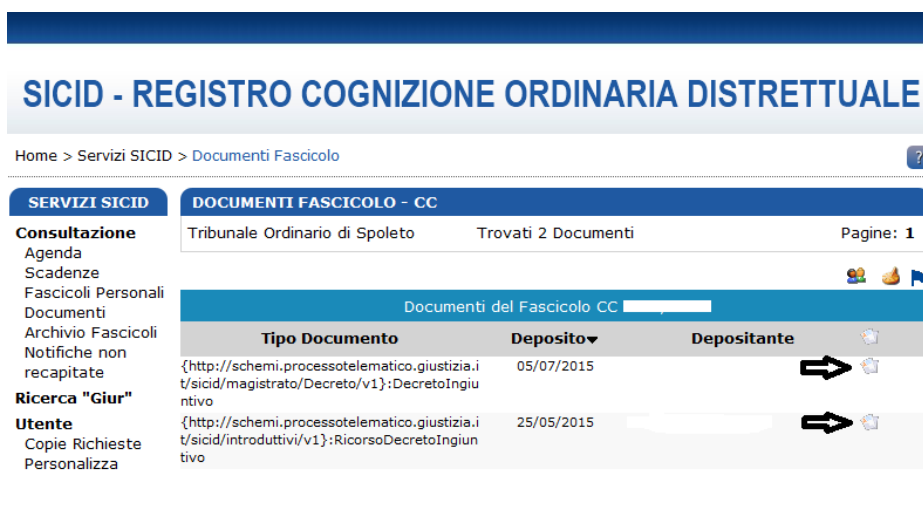 SICID - REGISTRO COGNIZIONE ORDINARIA DISTRETTUALE
Home > Servizi SICID > Documenti Fascicolo
?
SERVIZI SICID
Consultazione
Agenda
Scadenze
Fascicoli Personali
Documenti
Archivio Fascicoli
Notifiche non
recapitate
Ricerca "Giur"
Utente
Copie Richieste
Personalizza
DOCUMENTI FASCICOLO - CC
Tribunale Ordinario di Spoleto Trovati 2 Documenti Pagine: 1
Documenti del Fascicolo CC
Tipo Documento Deposito▾ Depositante
{http://schemi.processotelematico.giustizia.i 05/07/2015
t/sicid/magistrato/Decreto/v1}:DecretoIngiu
ntivo
{http://schemi.processotelematico.giustizia.i 25/05/2015
t/sicid/introduttivi/v1}:RicorsoDecretoIngiun
tivo